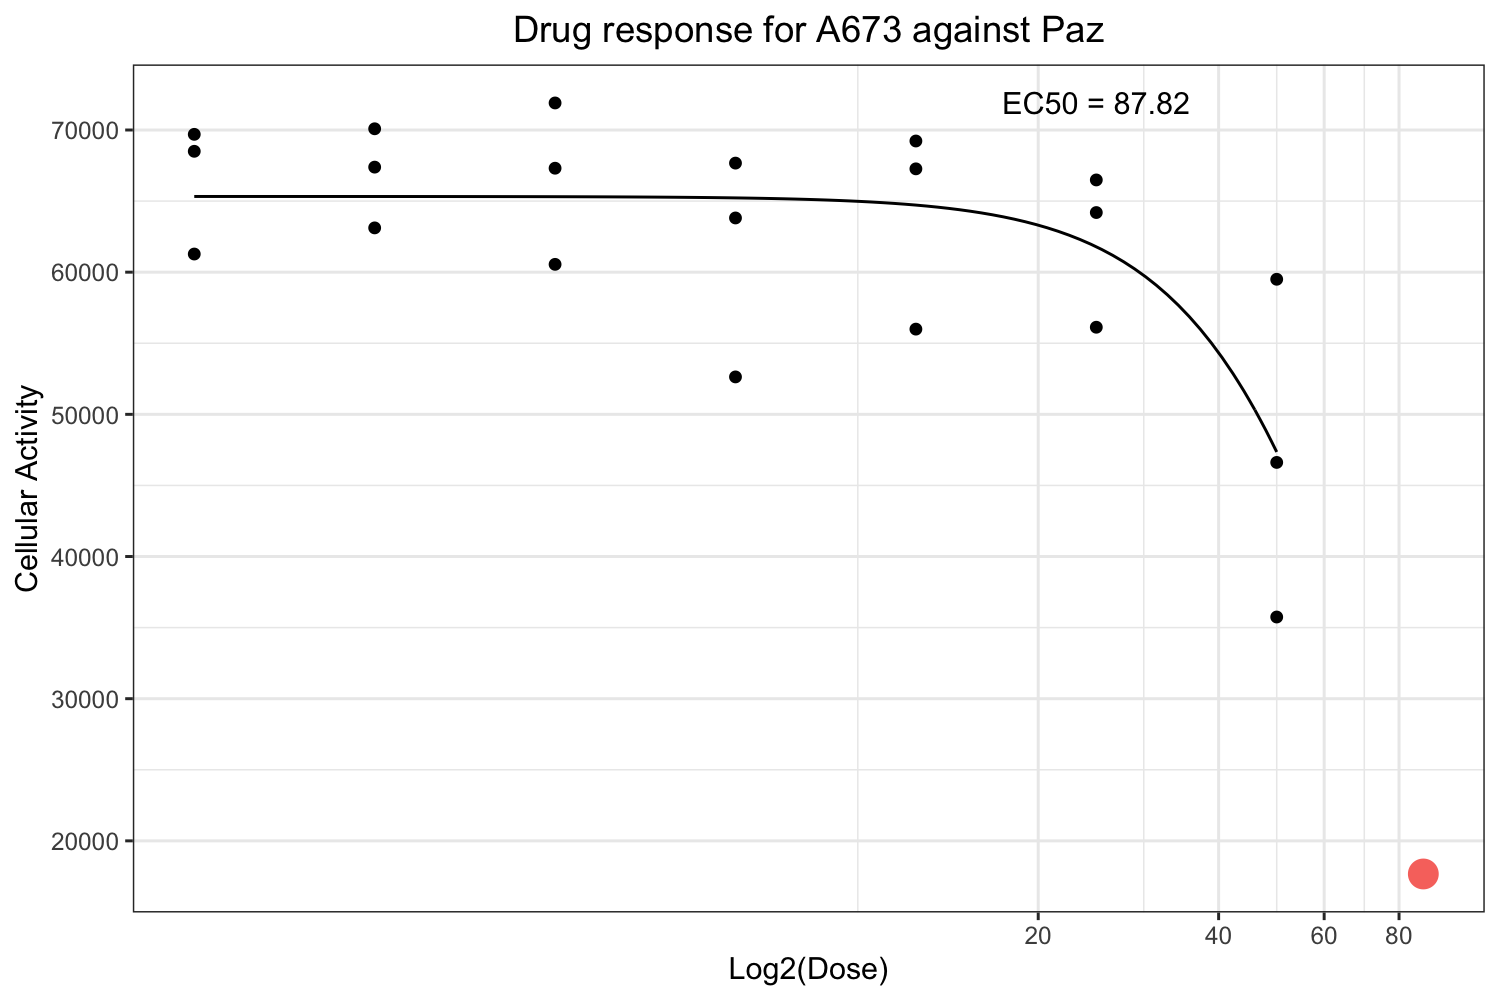 Drug response for A673 against Paz
EC50 = 87.82
70000
60000
50000
40000
30000
20000
Cellular Activity
20 40 60 80
Log2(Dose)